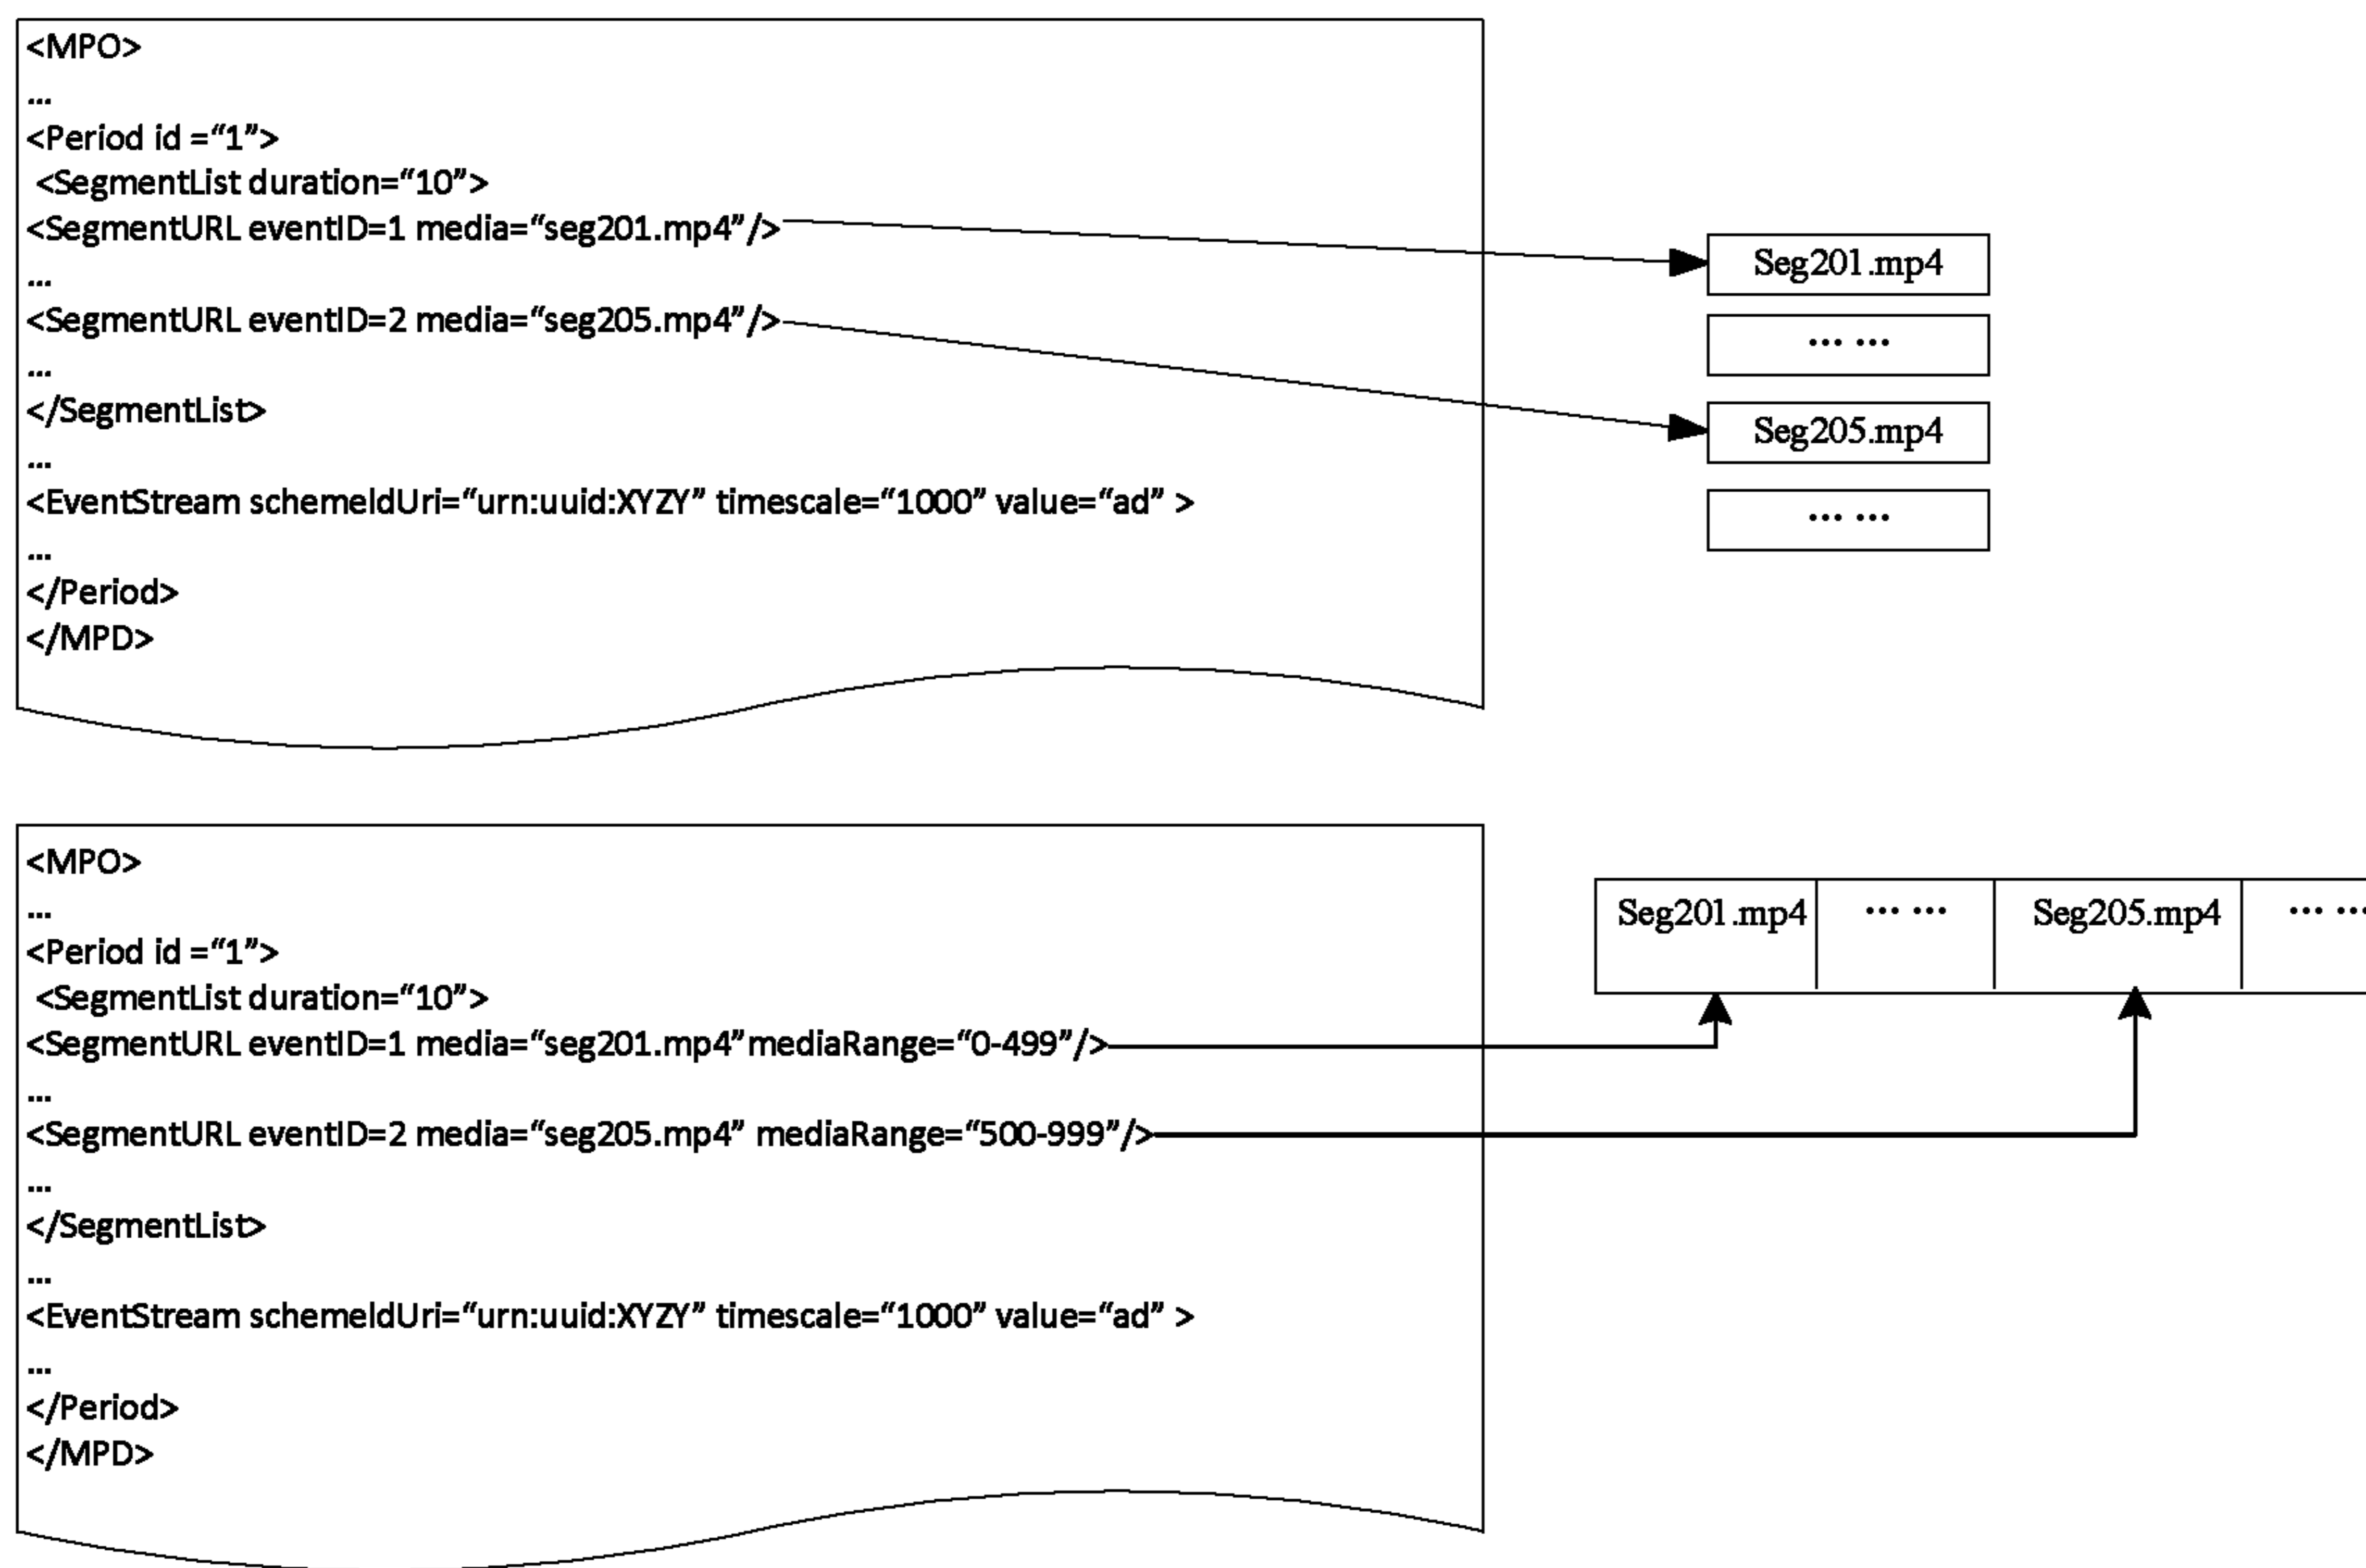 <MPO>
...
<Period id =“1”>
<SegmentList duration=“10”>
<SegmentURL eventID=1 media=“seg201.mp4”/>
...
<SegmentURL eventID=2 media=“seg205.mp4”/>
...
</SegmentList>
...
<EventStream schemeIdUri=“urn:uuid:XYZY” timescale=“1000” value=“ad” >
...
</Period>
</MPD>
Seg201.mp4
... ...
Seg205.mp4
... ...
<MPO>
...
<Period id =“1”>
<SegmentList duration=“10”>
<SegmentURL eventID=1 media=“seg201.mp4”mediaRange=“0-499”/>
...
<SegmentURL eventID=2 media=“seg205.mp4” mediaRange=“500-999”/>
...
</SegmentList>
...
<EventStream schemeIdUri=“urn:uuid:XYZY” timescale=“1000” value=“ad” >
...
</Period>
</MPD>
Seg201.mp4 ... ... Seg205.mp4 ... ...